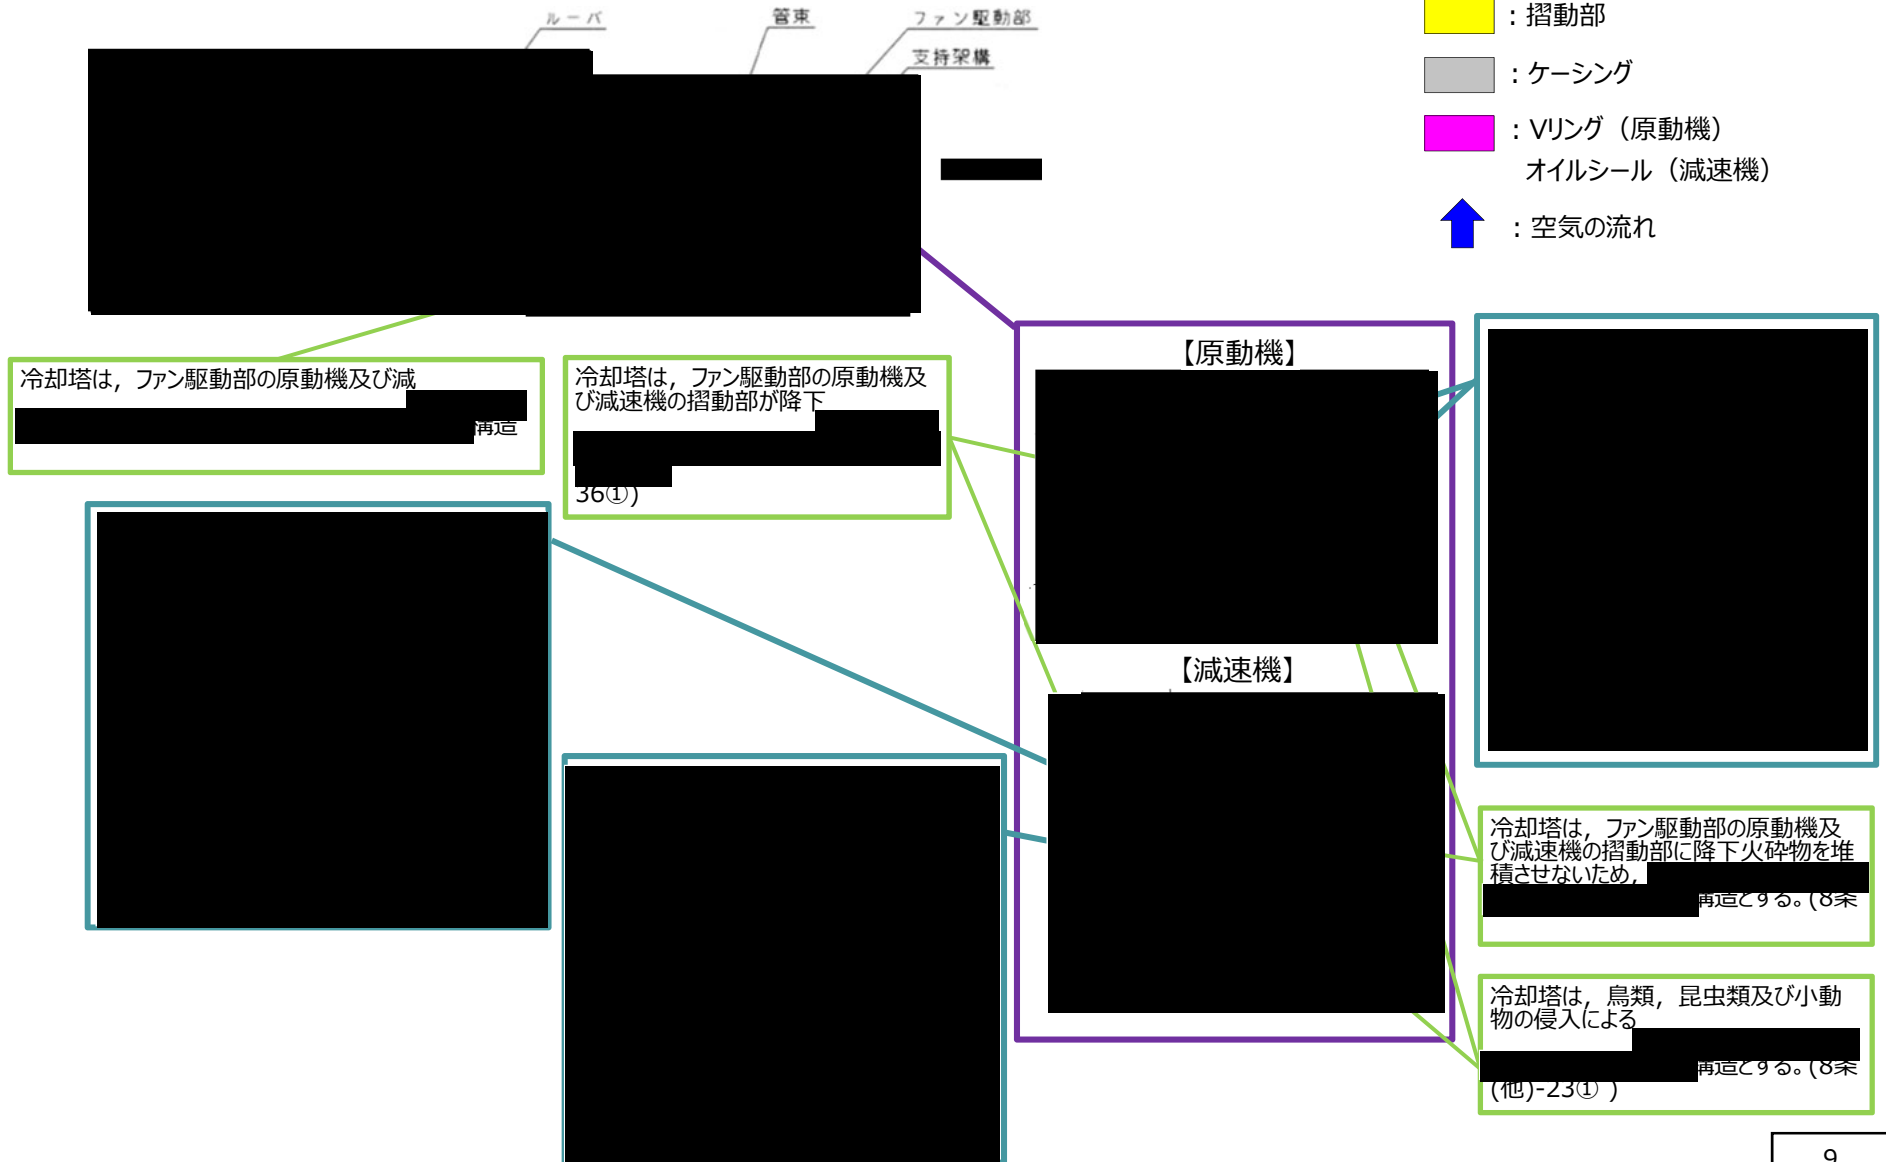 ルーバ
管束
ファン駆動部
支持架構
：摺動部
：ケーシング
：Vリング（原動機）
オイルシール（減速機）
：空気の流れ
冷却塔は，ファン駆動部の原動機及び減
構造
冷却塔は，ファン駆動部の原動機及
び減速機の摺動部が降下
36①)
【原動機】
【減速機】
冷却塔は，ファン駆動部の原動機及
び減速機の摺動部に降下火砕物を堆
積させないため，
構造とする。(8条
冷却塔は，鳥類，昆虫類及び小動
物の侵入による
構造とする。(8条
(他)-23① )
9